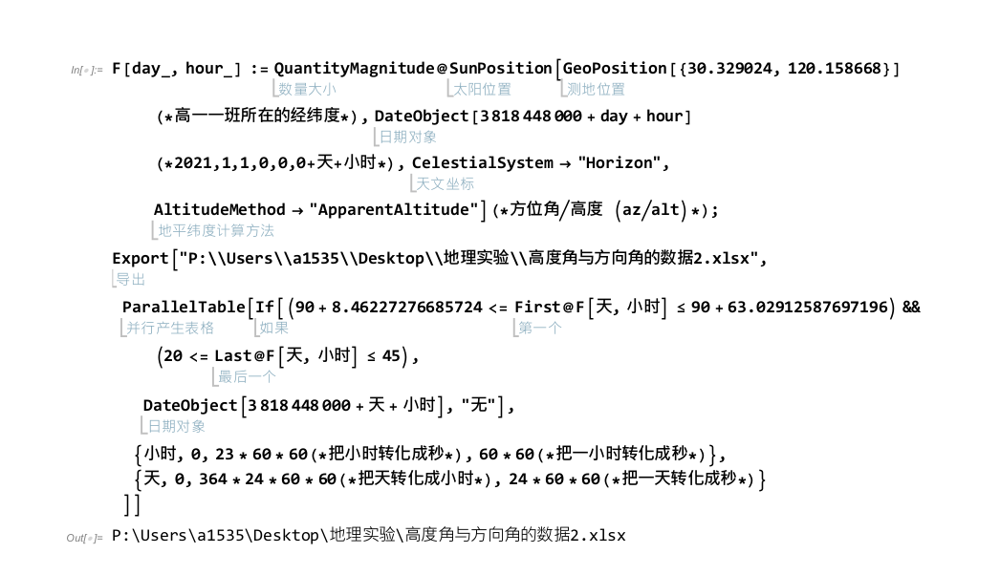 In[•]:= F[day_, hour_] := QuantityMagnitude@SunPosition[GeoPosition[{30.329024, 120.158668}]
数量大小 太阳位置 测地位置
(*高一一班所在的经纬度*), DateObject[3818448000 + day + hour]
日期对象
(*2021,1,1,0,0,0+天+小时*), CelestialSystem → "Horizon",
天文坐标
AltitudeMethod → "ApparentAltitude"] (*方位角/高度 (az/alt) *);
地平纬度计算方法
Export["P:\\Users\\a1535\\Desktop\\地理实验\\高度角与方向角的数据2.xlsx",
导出
ParallelTable[If[(90 + 8.46227276685724 <= First@F[天, 小时] ≤ 90 + 63.02912587697196) &&
并行产生表格 如果 第一个
(20 <= Last@F[天, 小时] ≤ 45),
最后一个
DateObject[3818448000 + 天 + 小时], "无"],
日期对象
{小时, 0, 23 * 60 * 60 (*把小时转化成秒*), 60 * 60 (*把一小时转化成秒*)},
{天, 0, 364 * 24 * 60 * 60 (*把天转化成小时*), 24 * 60 * 60 (*把一天转化成秒*)}
]]
Out[•]= P:\Users\a1535\Desktop\地理实验\高度角与方向角的数据2.xlsx